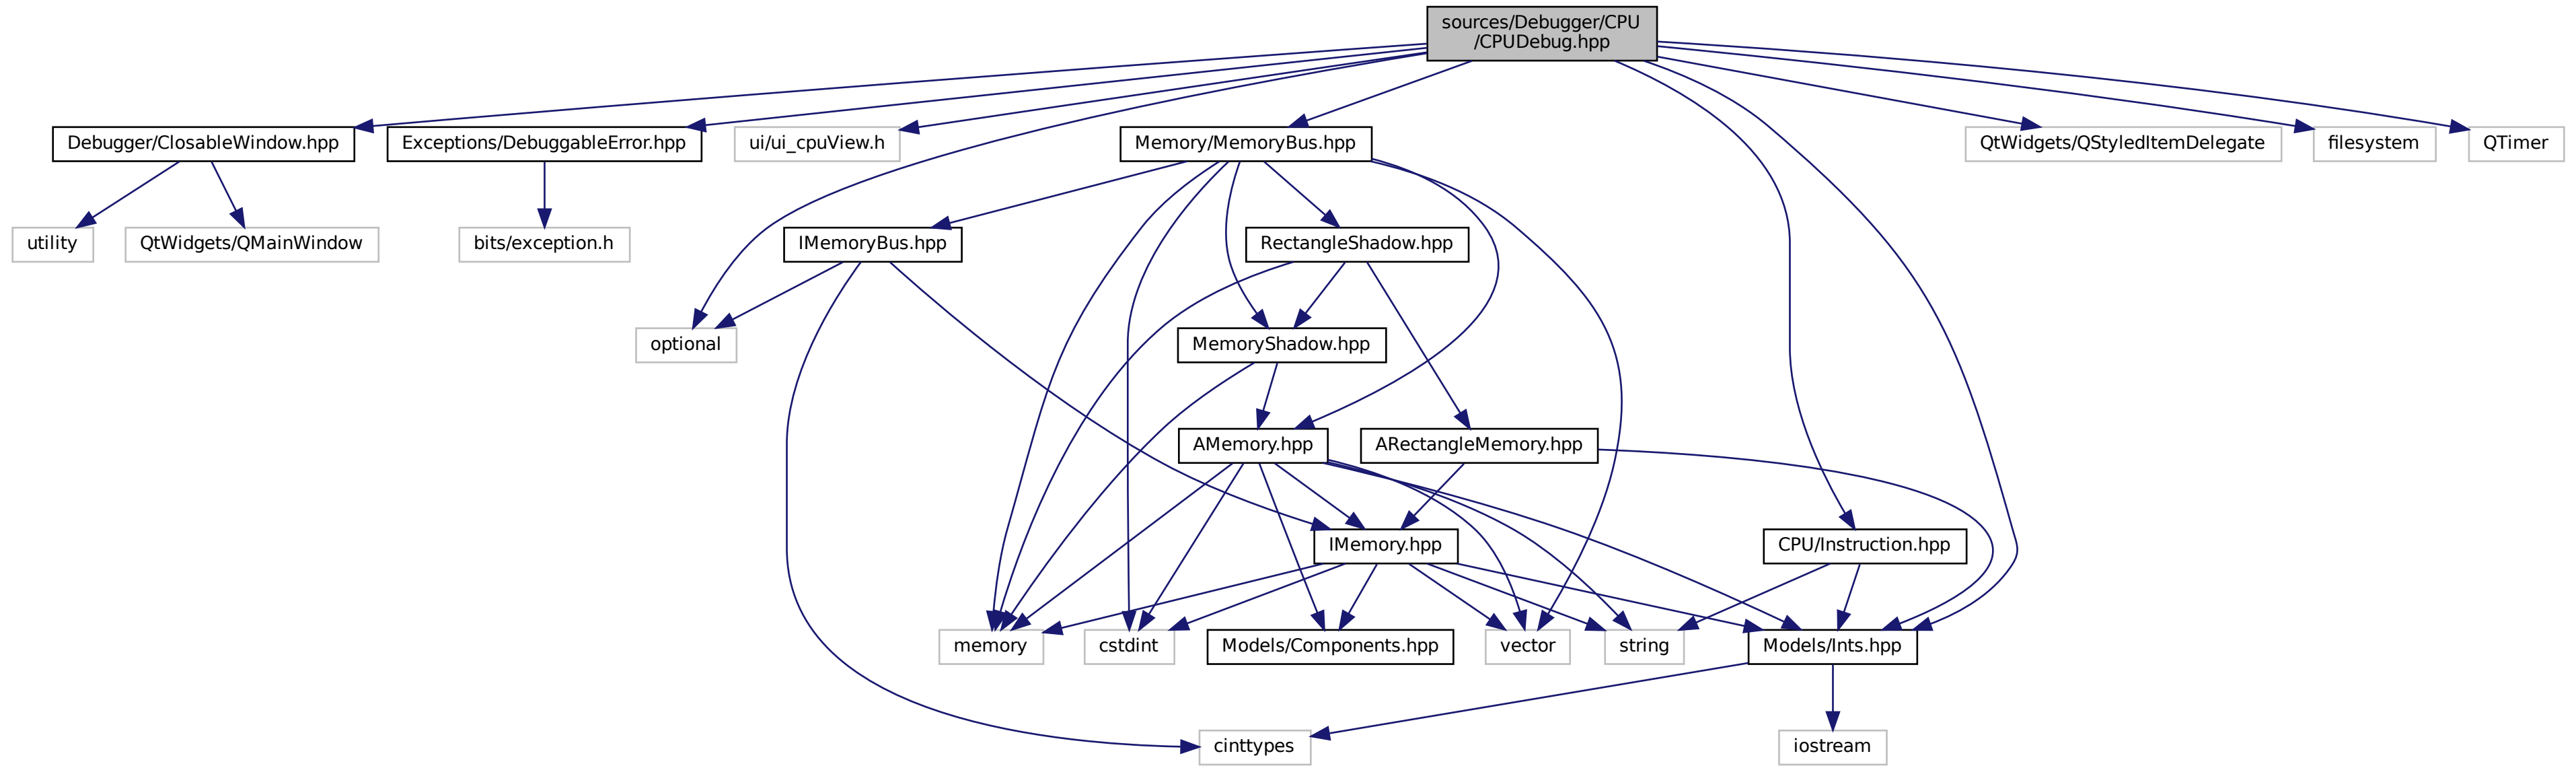 sources/Debugger/CPU
/CPUDebug.hpp
Debugger/ClosableWindow.hpp
Exceptions/DebuggableError.hpp
ui/ui_cpuView.h
Memory/MemoryBus.hpp
QtWidgets/QStyledItemDelegate
filesystem
QTimer
utility
QtWidgets/QMainWindow
bits/exception.h
IMemoryBus.hpp
RectangleShadow.hpp
optional
MemoryShadow.hpp
AMemory.hpp
ARectangleMemory.hpp
IMemory.hpp
CPU/Instruction.hpp
memory
cstdint
Models/Components.hpp
vector
string
Models/Ints.hpp
cinttypes
iostream